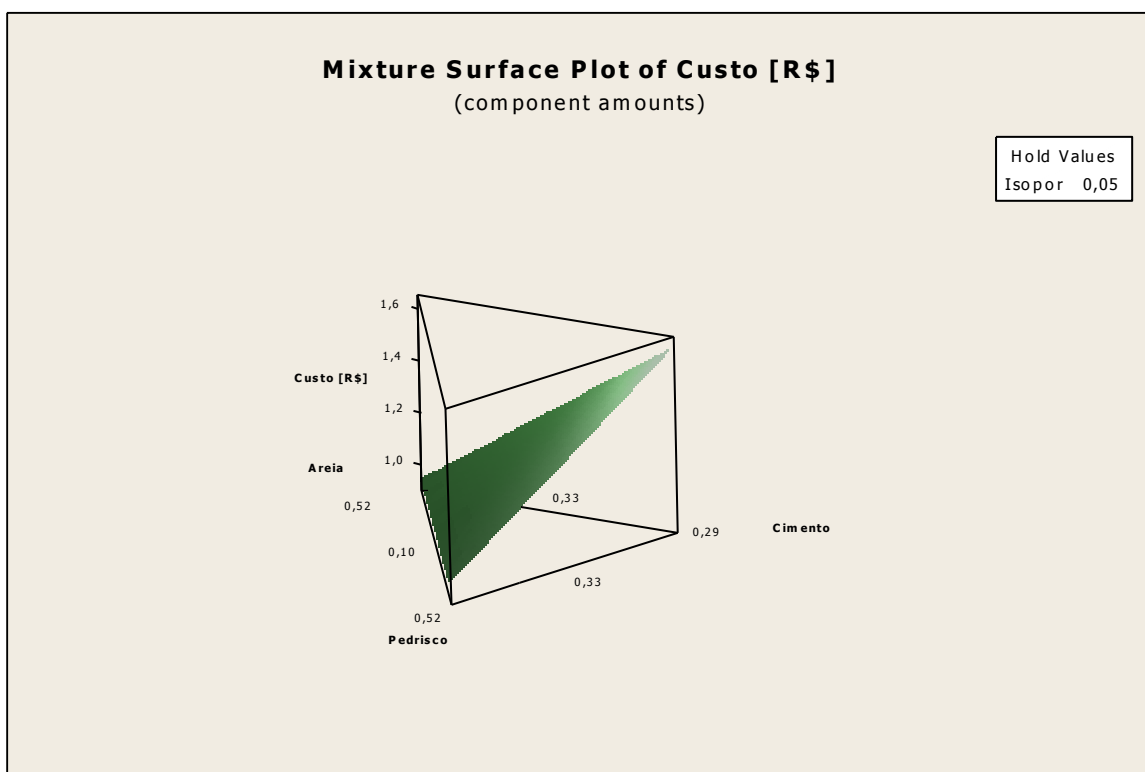 Mixture Surface Plot of Custo [R$]
(component amounts)
Hold Values
Isopor 0,05
1,6
1,4
Custo [R$]
1,2
1,0
Areia
0,52
0,33
0,29
Cimento
0,10
0,33
0,52
Pedrisco